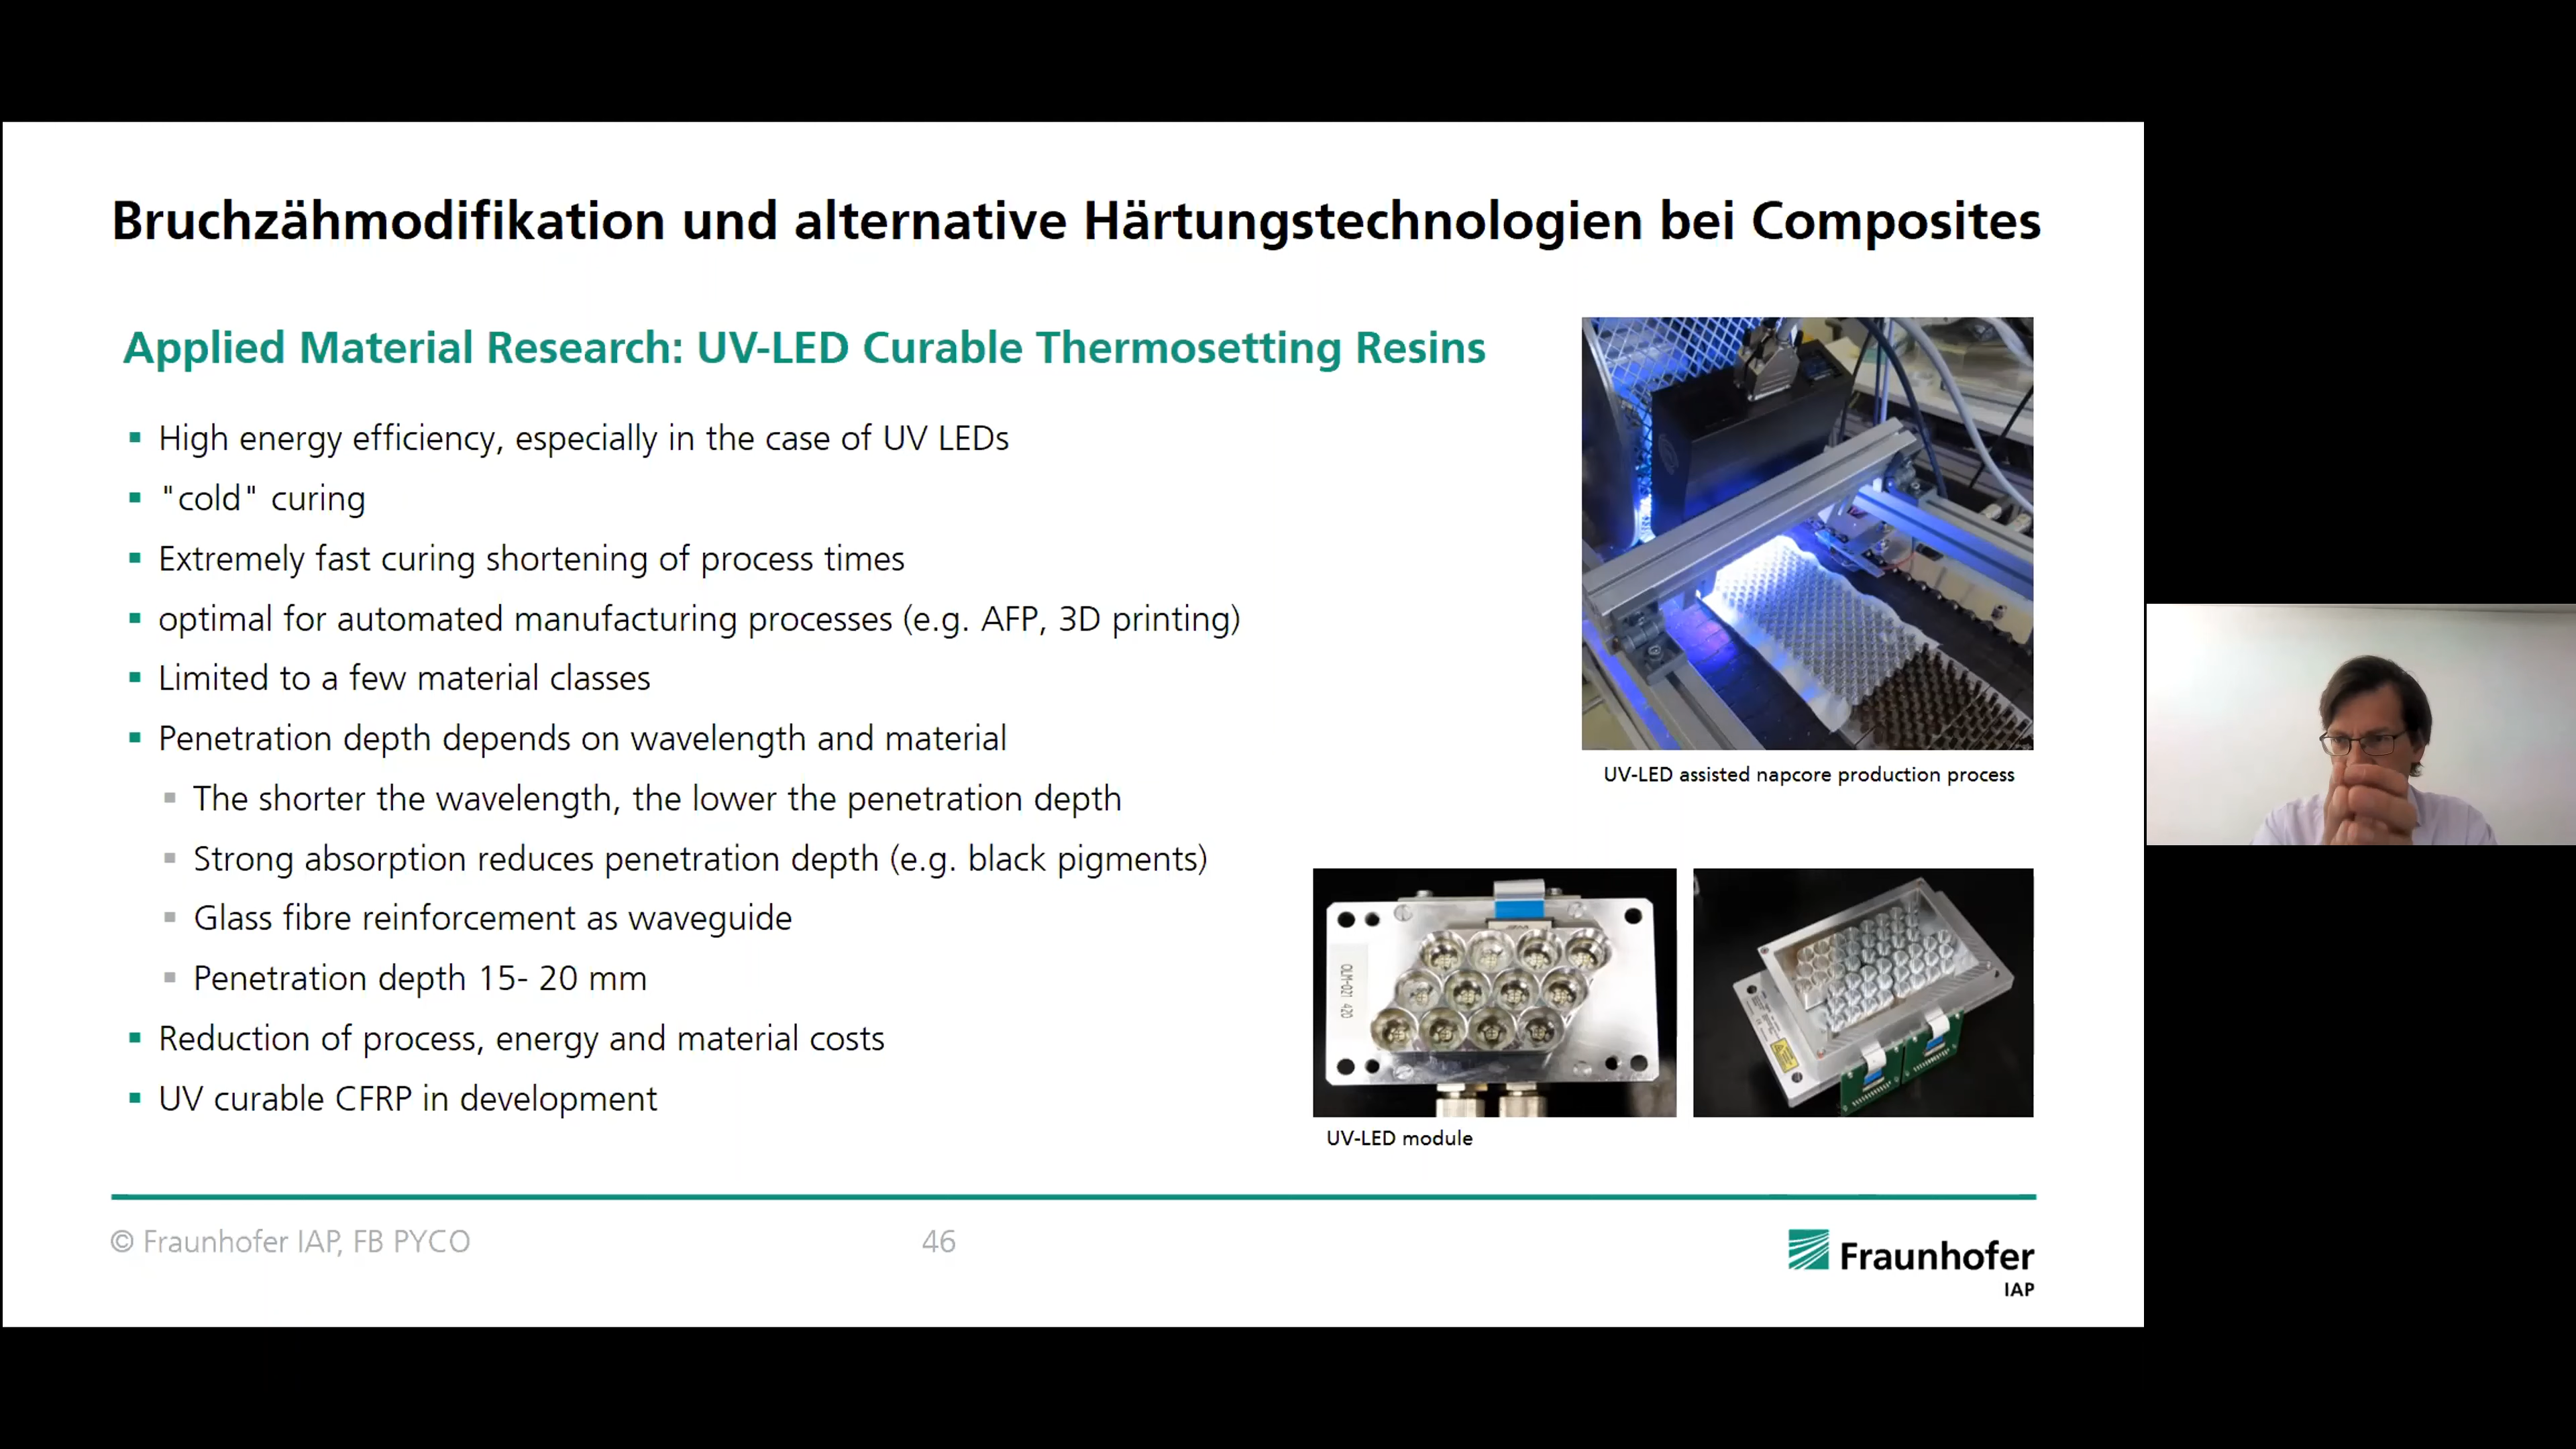 Bruchzähmodifikation und alternative Härtungstechnologien bei Composites
Applied Material Research: UV-LED Curable Thermosetting Resins
▪ High energy efficiency, especially in the case of UV LEDs
▪ "cold" curing
▪ Extremely fast curing shortening of process times
▪ optimal for automated manufacturing processes (e.g. AFP, 3D printing)
▪ Limited to a few material classes
▪ Penetration depth depends on wavelength and material
▪ The shorter the wavelength, the lower the penetration depth
▪ Strong absorption reduces penetration depth (e.g. black pigments)
▪ Glass fibre reinforcement as waveguide
▪ Penetration depth 15- 20 mm
▪ Reduction of process, energy and material costs
▪ UV curable CFRP in development
UV-LED assisted napcore production process
OLM-021 420
UV-LED module
© Fraunhofer IAP, FB PYCO
46
Fraunhofer
IAP